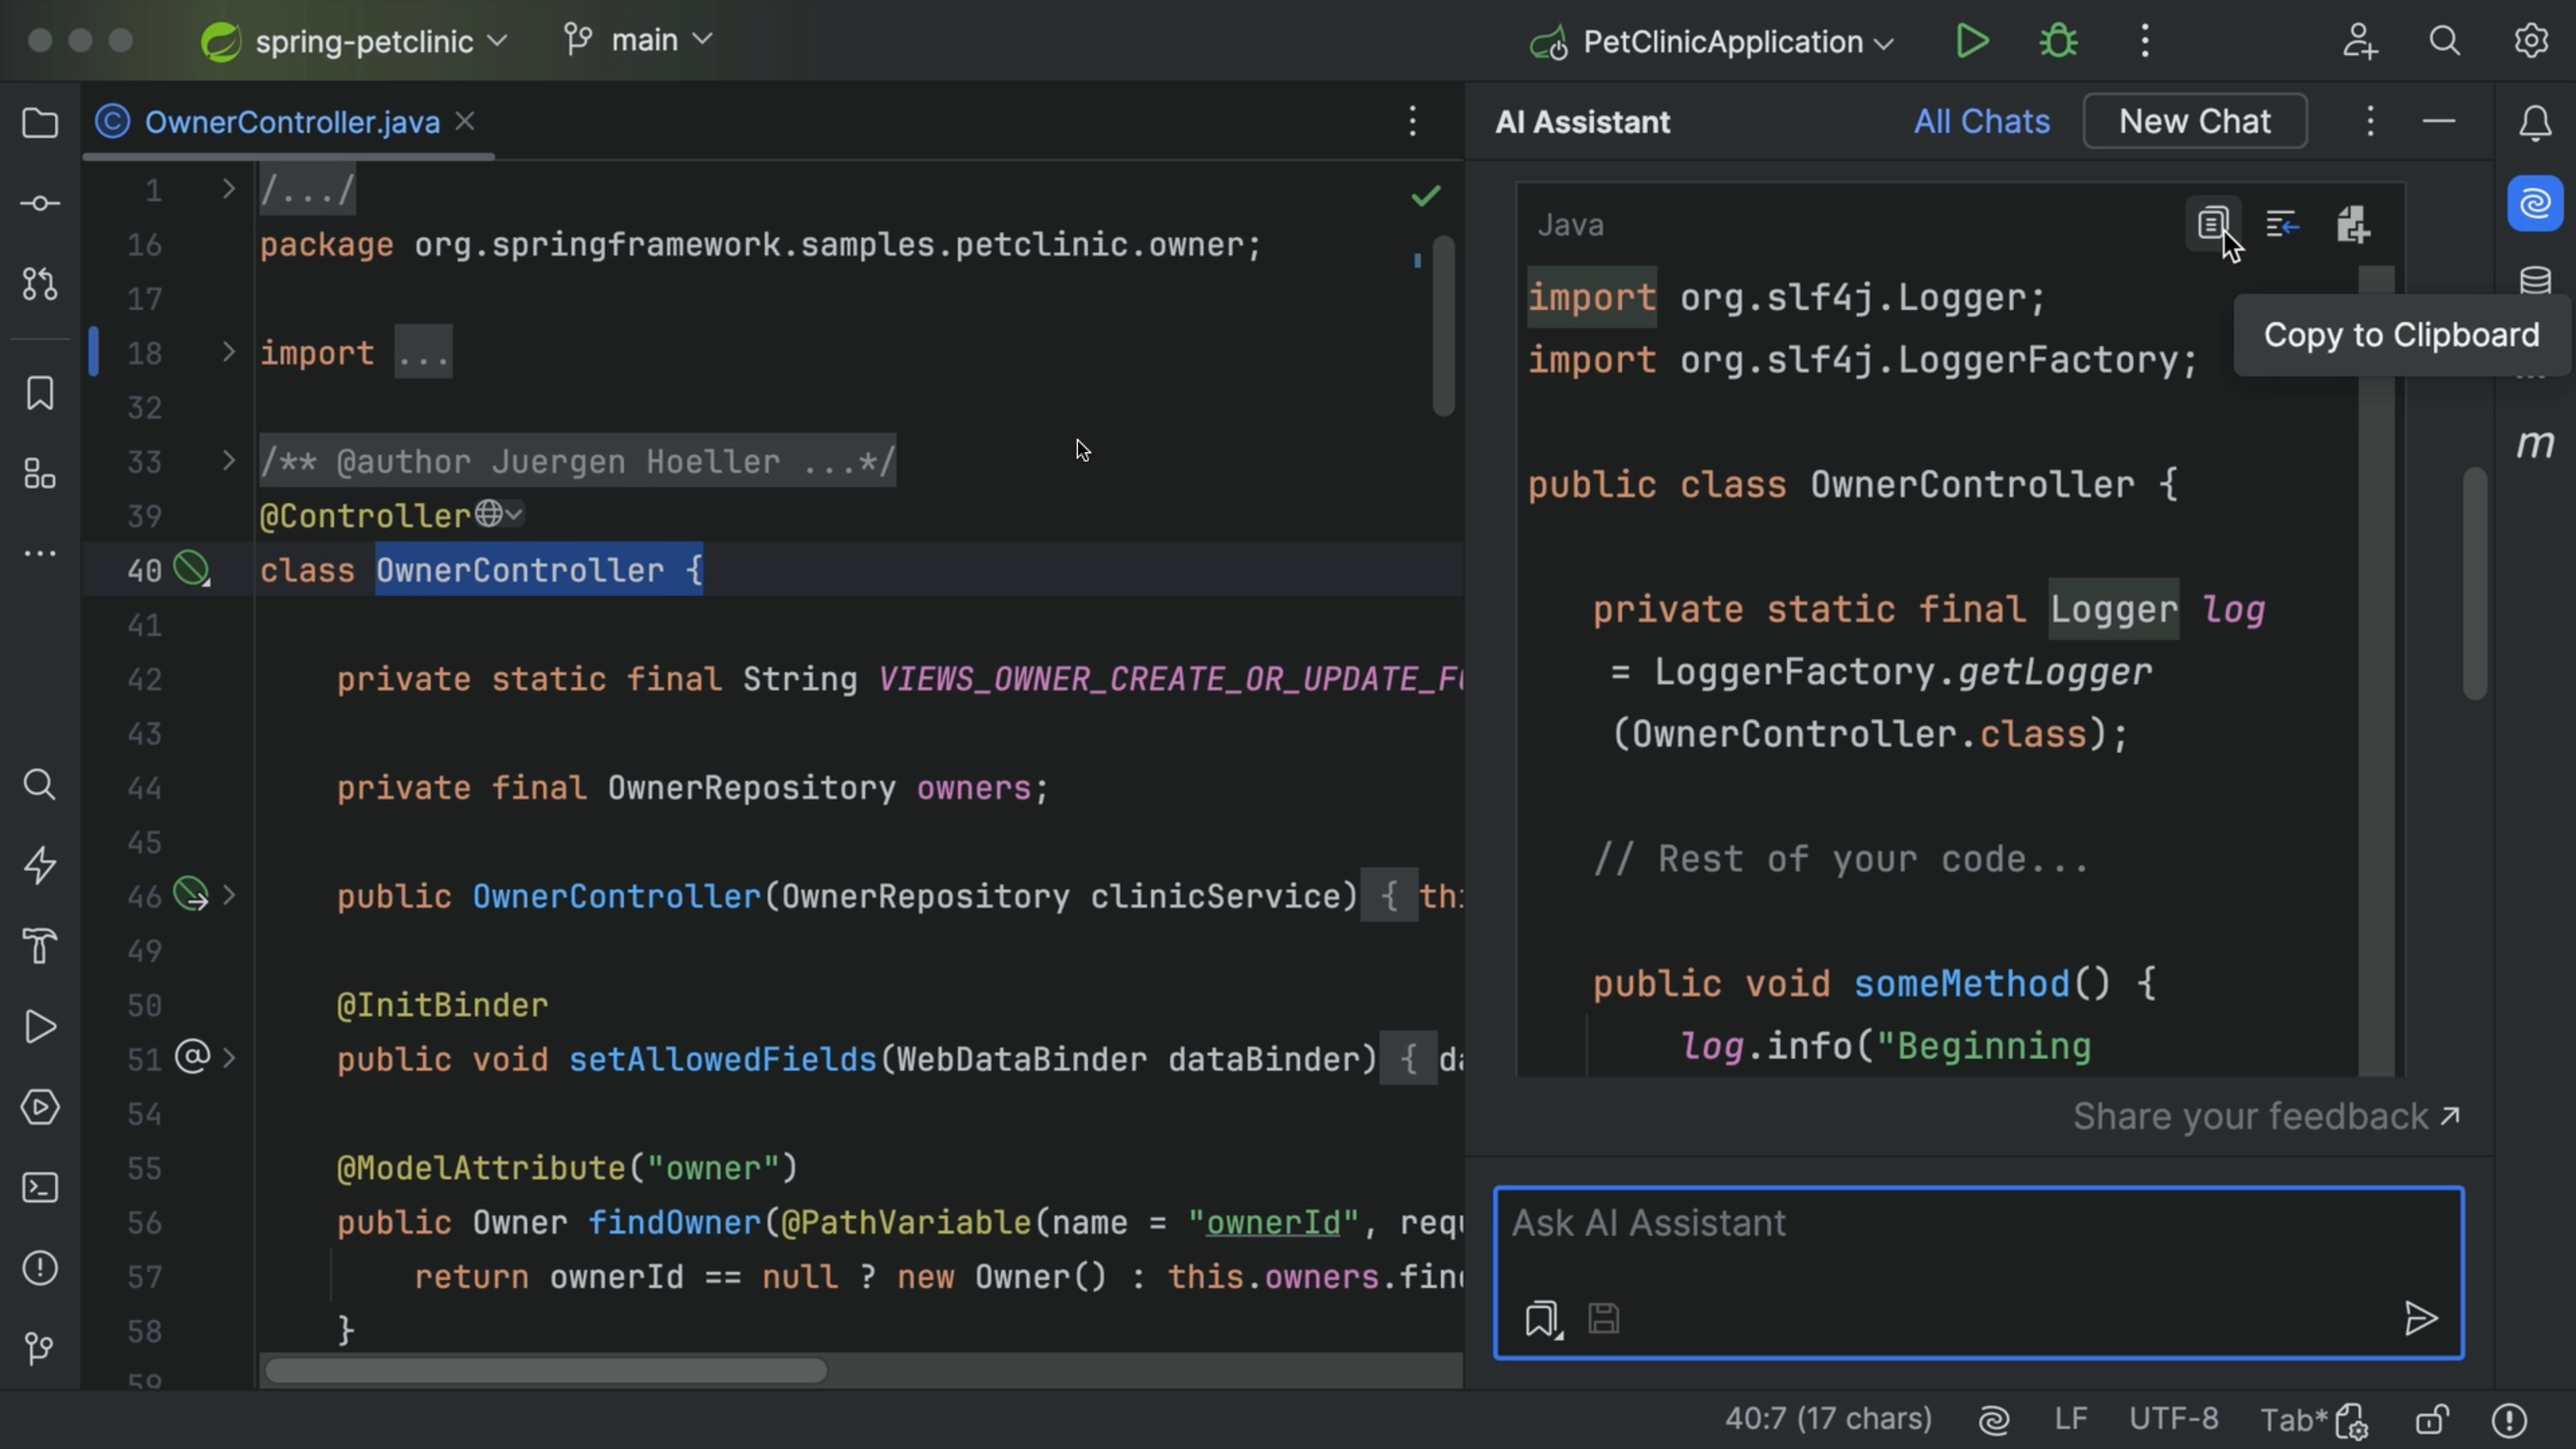 spring-petclinic
main
PetClinicApplication
OwnerController.java
1 /.../
16 package org.springframework.samples.petclinic.owner;
17
18 import ...
32
33 /** @author Juergen Hoeller ...*/
39 @Controller
40 class OwnerController {
41
42 private static final String VIEWS_OWNER_CREATE_OR_UPDATE_F
43
44 private final OwnerRepository owners;
45
46 public OwnerController(OwnerRepository clinicService) { thi
49
50 @InitBinder
51 public void setAllowedFields(WebDataBinder dataBinder) { da
54
55 @ModelAttribute("owner")
56 public Owner findOwner(@PathVariable(name = "ownerId", requ
57 return ownerId == null ? new Owner() : this.owners.find
58 }
59
AI Assistant
All Chats
New Chat
Java
Copy to Clipboard
import org.slf4j.Logger;
import org.slf4j.LoggerFactory;
public class OwnerController {
private static final Logger log
= LoggerFactory.getLogger
(OwnerController.class);
// Rest of your code...
public void someMethod() {
log.info("Beginning
Share your feedback ↗
Ask AI Assistant
m
40:7 (17 chars)
LF
UTF-8
Tab*